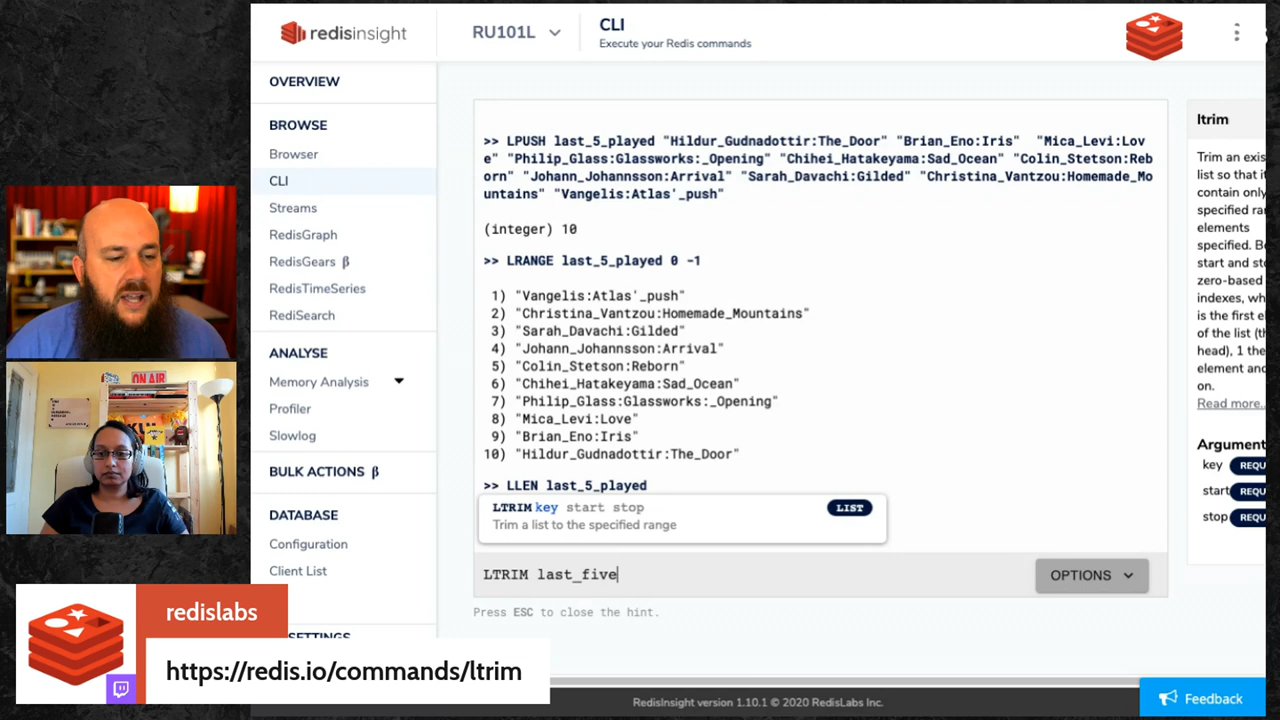 redisinsight
RU101L
CLI
Execute your Redis commands
OVERVIEW
BROWSE
Browser
CLI
Streams
RedisGraph
RedisGears β
RedisTimeSeries
RediSearch
ANALYSE
Memory Analysis
Profiler
Slowlog
BULK ACTIONS β
DATABASE
Configuration
Client List
SETTINGS
>> LPUSH last_5_played "Hildur_Gudnadottir:The_Door" "Brian_Eno:Iris" "Mica_Levi:Lov
e" "Philip_Glass:Glassworks:_Opening" "Chihei_Hatakeyama:Sad_Ocean" "Colin_Stetson:Reb
orn" "Johann_Johannsson:Arrival" "Sarah_Davachi:Gilded" "Christina_Vantzou:Homemade_Mo
untains" "Vangelis:Atlas'_push"
(integer) 10
>> LRANGE last_5_played 0 -1
1) "Vangelis:Atlas'_push"
2) "Christina_Vantzou:Homemade_Mountains"
3) "Sarah_Davachi:Gilded"
4) "Johann_Johannsson:Arrival"
5) "Colin_Stetson:Reborn"
6) "Chihei_Hatakeyama:Sad_Ocean"
7) "Philip_Glass:Glassworks:_Opening"
8) "Mica_Levi:Love"
9) "Brian_Eno:Iris"
10) "Hildur_Gudnadottir:The_Door"
>> LLEN last_5_played
LTRIM key start stop
LIST
Trim a list to the specified range
LTRIM last_five
OPTIONS
Press ESC to close the hint.
ltrim
Trim an exis
list so that i
contain only
specified ra
elements
specified. Bo
start and sto
zero-based
indexes, wh
is the first el
of the list (th
head), 1 the
element and
on.
Read more..
Argument
key REQU
start REQU
stop REQU
ON AIR
redislabs
https://redis.io/commands/ltrim
RedisInsight version 1.10.1 © 2020 RedisLabs Inc.
Feedback